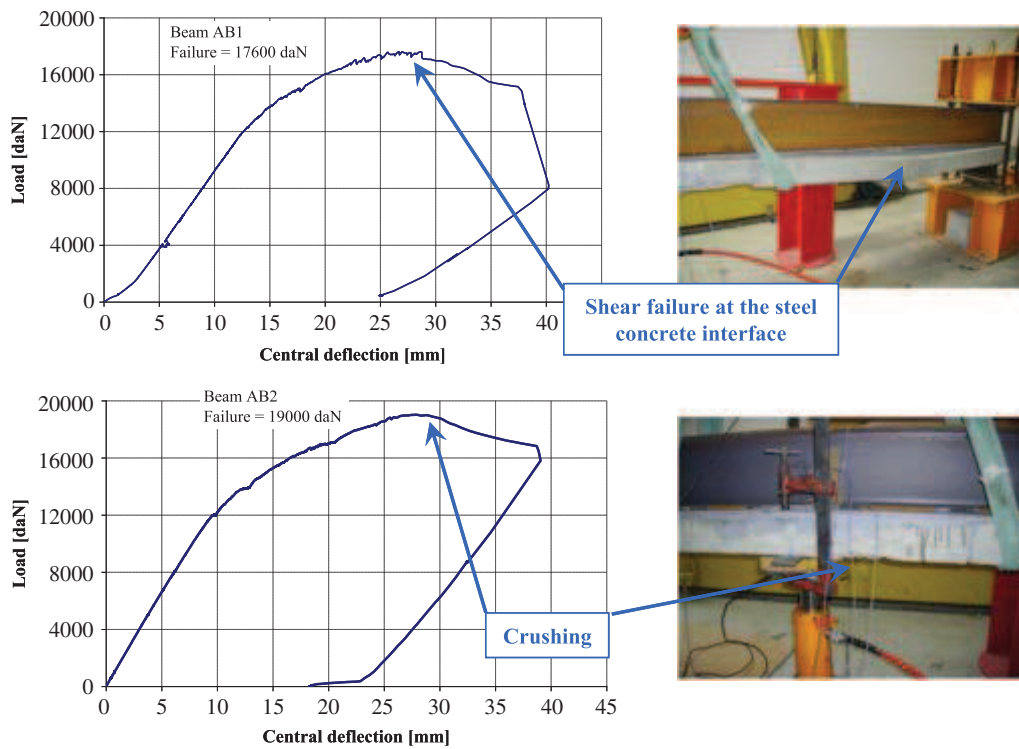 Beam AB1
Failure = 17600 daN
Load [daN]
20000
16000
12000
8000
4000
0
0 5 10 15 20 25 30 35 40
Central deflection [mm]
Shear failure at the steel
concrete interface
Beam AB2
Failure = 19000 daN
Load [daN]
20000
16000
12000
8000
4000
0
0 5 10 15 20 25 30 35 40 45
Central deflection [mm]
Crushing